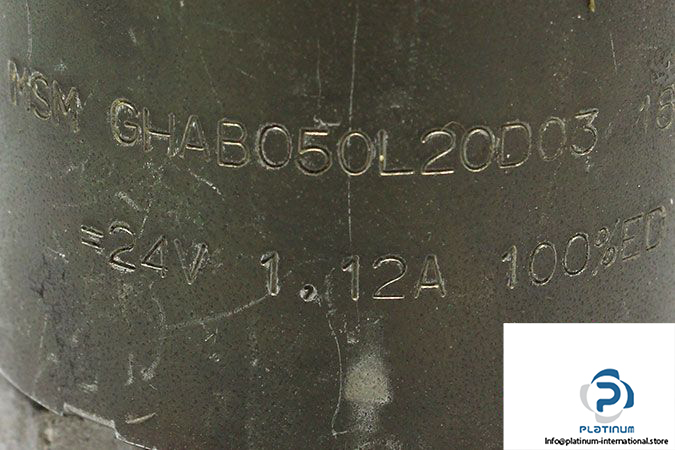 MSM GHAB050L20D03 18
=24V 1,12A 100%ED
PLATINUM
Info@platinum-international.store